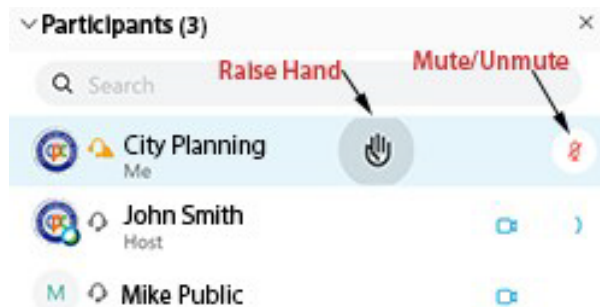 Participants (3)
Search
Raise Hand
Mute/Unmute
City Planning
Me
John Smith
Host
M Mike Public